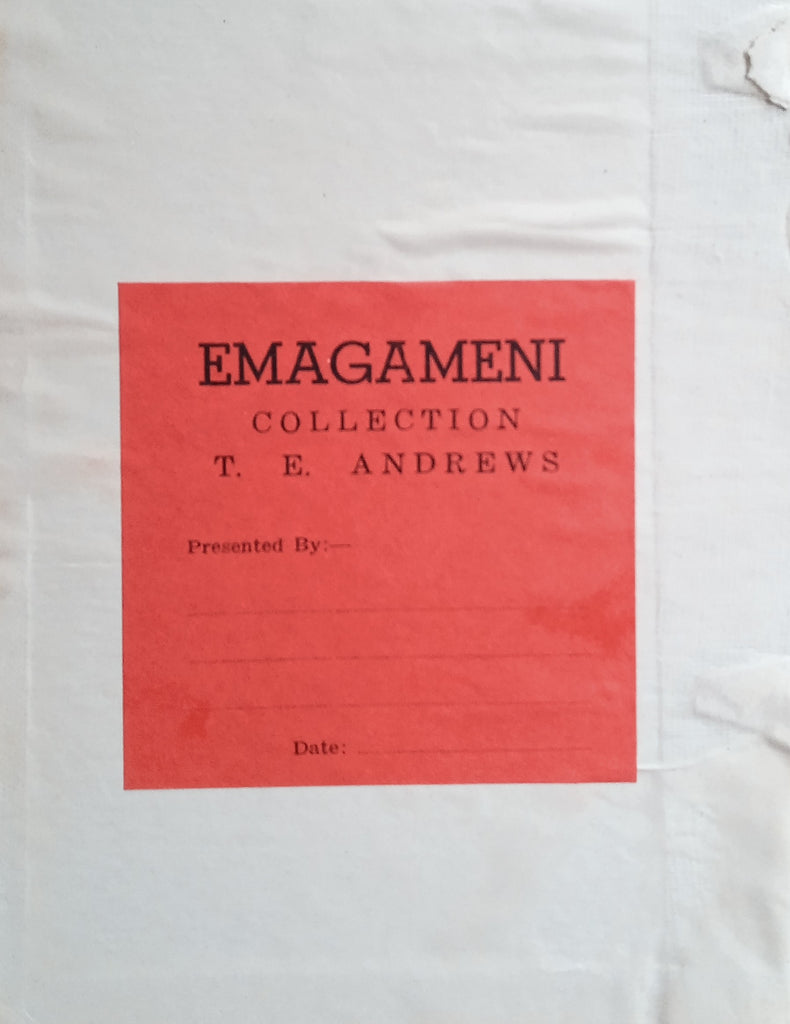 EMAGAMENI
COLLECTION
T. E. ANDREWS
Presented By:—
Date: